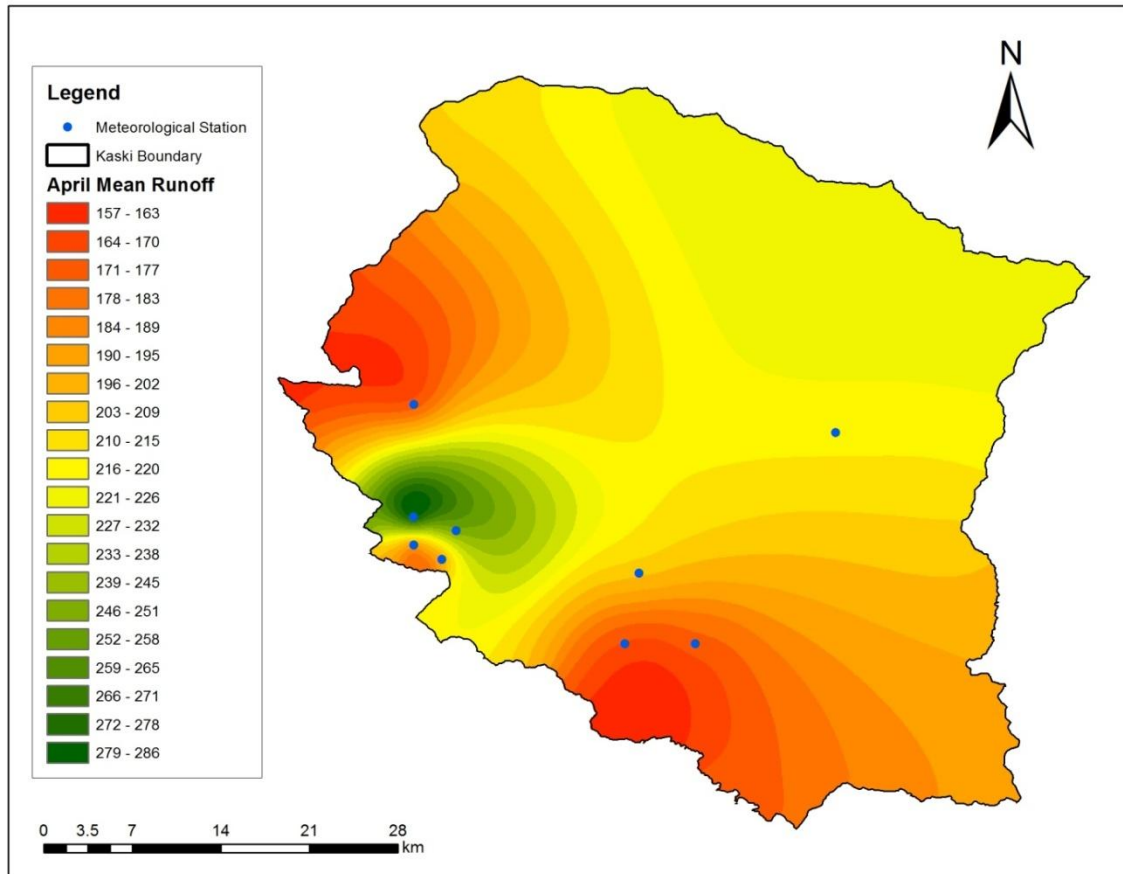 N
Legend
Meteorological Station
Kaski Boundary
April Mean Runoff
157 - 163
164 - 170
171 - 177
178 - 183
184 - 189
190 - 195
196 - 202
203 - 209
210 - 215
216 - 220
221 - 226
227 - 232
233 - 238
239 - 245
246 - 251
252 - 258
259 - 265
266 - 271
272 - 278
279 - 286
0 3.5 7 14 21 28
km